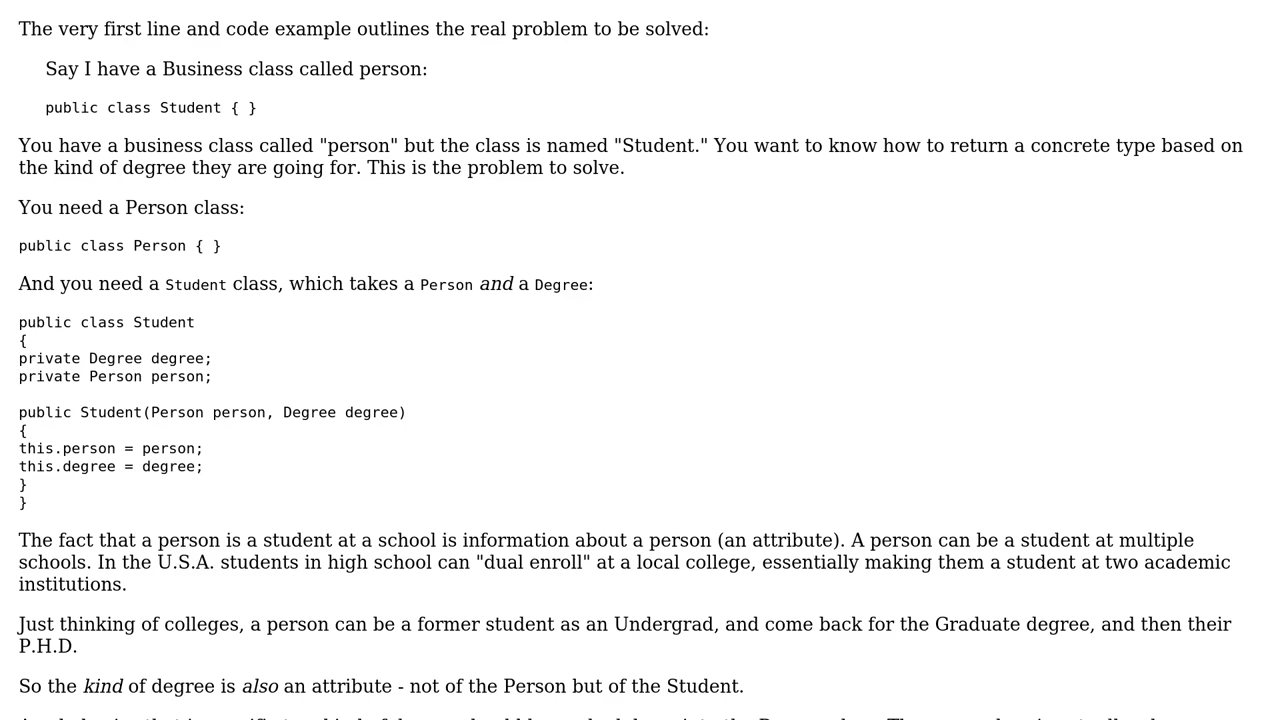 The very first line and code example outlines the real problem to be solved:
Say I have a Business class called person:
public class Student { }
You have a business class called "person" but the class is named "Student." You want to know how to return a concrete type based on
the kind of degree they are going for. This is the problem to solve.
You need a Person class:
public class Person { }
And you need a Student class, which takes a Person and a Degree:
public class Student
{
private Degree degree;
private Person person;
public Student(Person person, Degree degree)
{
this.person = person;
this.degree = degree;
}
}
The fact that a person is a student at a school is information about a person (an attribute). A person can be a student at multiple
schools. In the U.S.A. students in high school can "dual enroll" at a local college, essentially making them a student at two academic
institutions.
Just thinking of colleges, a person can be a former student as an Undergrad, and come back for the Graduate degree, and then their
P.H.D.
So the kind of degree is also an attribute - not of the Person but of the Student.